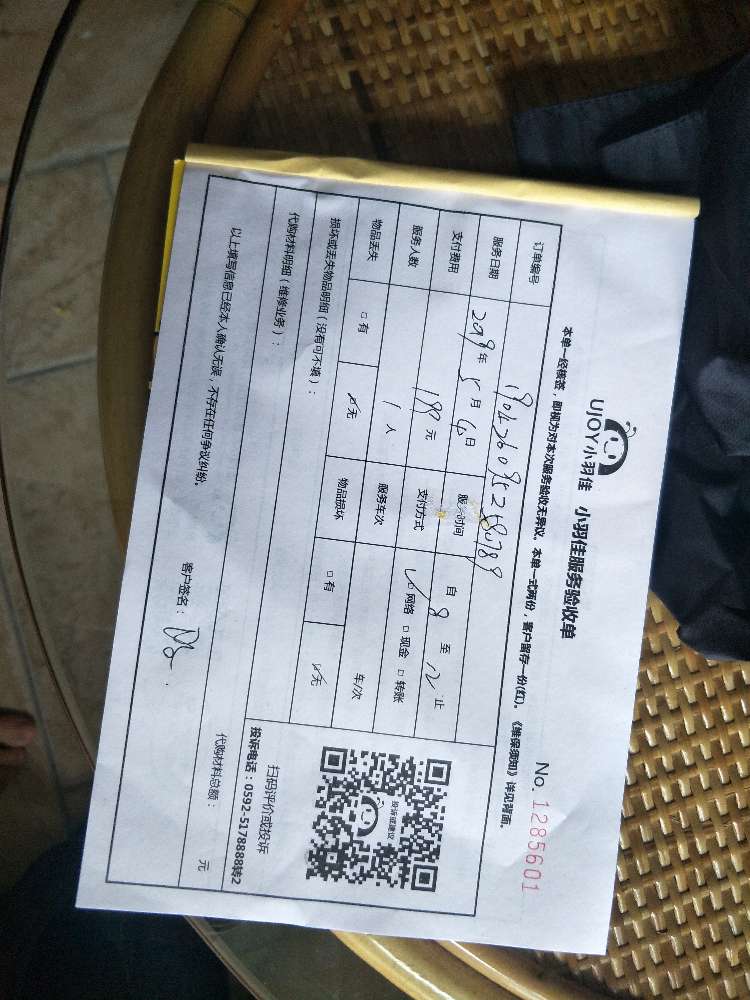 UJOY小羽佳 小羽佳服务验收单
No. 1285601
本单一经核签，即视为对本次服务验收无异议。本单一式两份，客户留存一份(红)。《维保须知》详见背面。
订单编号
服务日期 年 5 月 日 服务时间 自 8 至 12 止
支付费用 199 元 支付方式 ☑网络 □现金 □转账
服务人数 1 人 服务车次 车/次
物品丢失 □有 ☑无 物品损坏 □有 ☑无
损坏或丢失物品明细（没有可不填）：
投诉或建议
扫码评价或投诉
投诉电话：0592-5178888转2
代购材料明细（维修业务）：
代购材料总额： 元
以上填写信息已经本人确认无误，不存在任何争议纠纷。
客户签名：